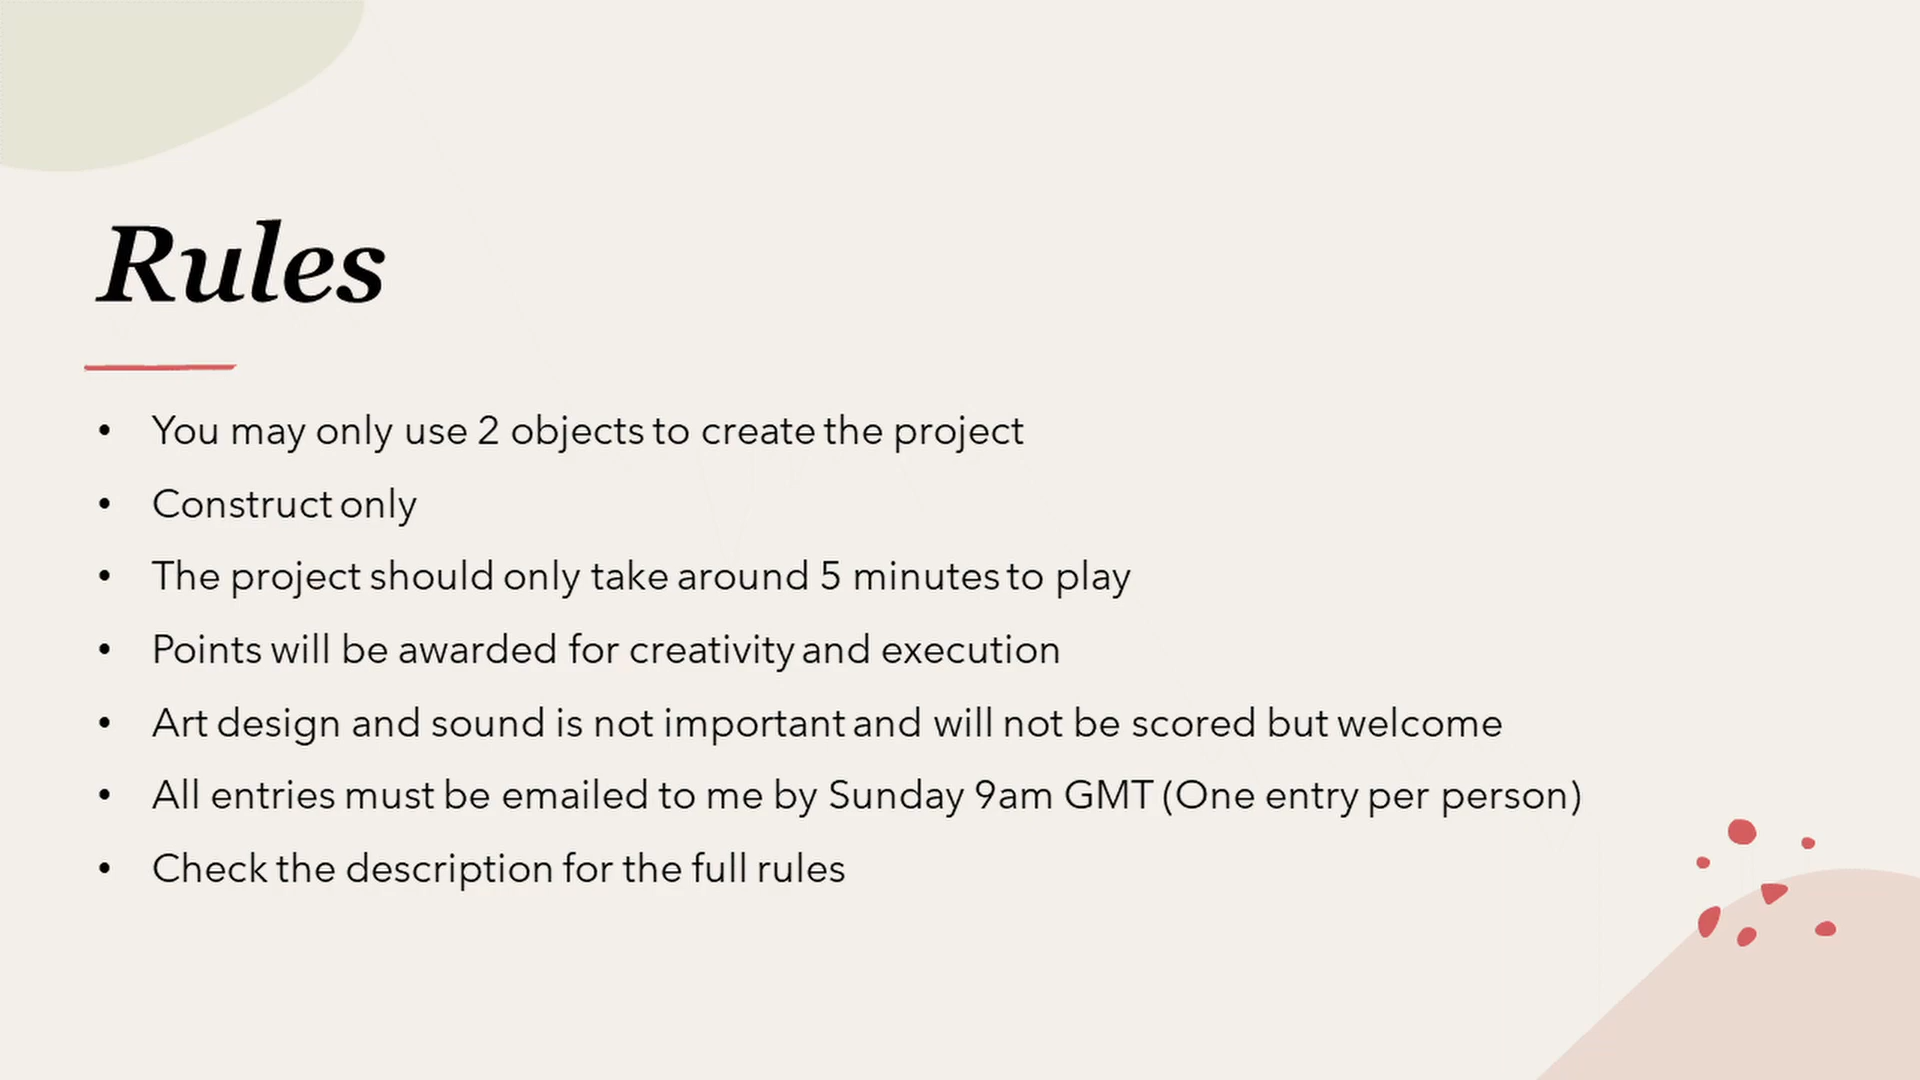 Rules
• You may only use 2 objects to create the project
• Construct only
• The project should only take around 5 minutes to play
• Points will be awarded for creativity and execution
• Art design and sound is not important and will not be scored but welcome
• All entries must be emailed to me by Sunday 9am GMT (One entry per person)
• Check the description for the full rules